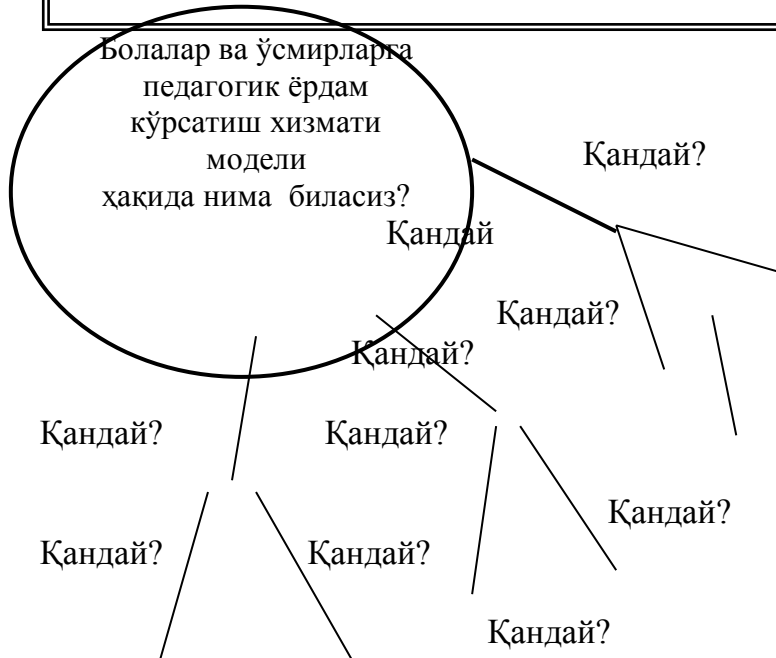 Болалар ва ўсмирларга
педагогик ёрдам
кўрсатиш хизмати
модели
ҳақида нима биласиз?
Қандай?
Қандай
Қандай?
Қандай?
Қандай?
Қандай?
Қандай?
Қандай?
Қандай?
Қандай?